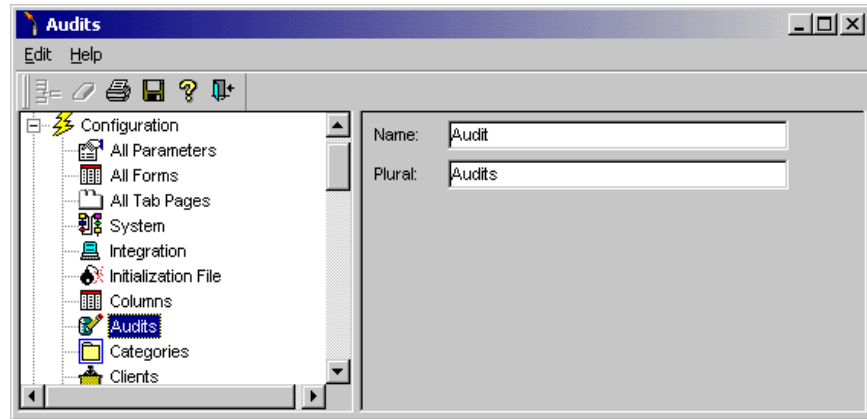 Audits
Edit Help
Configuration
All Parameters
All Forms
All Tab Pages
System
Integration
Initialization File
Columns
Audits
Categories
Clients
Name: Audit
Plural: Audits